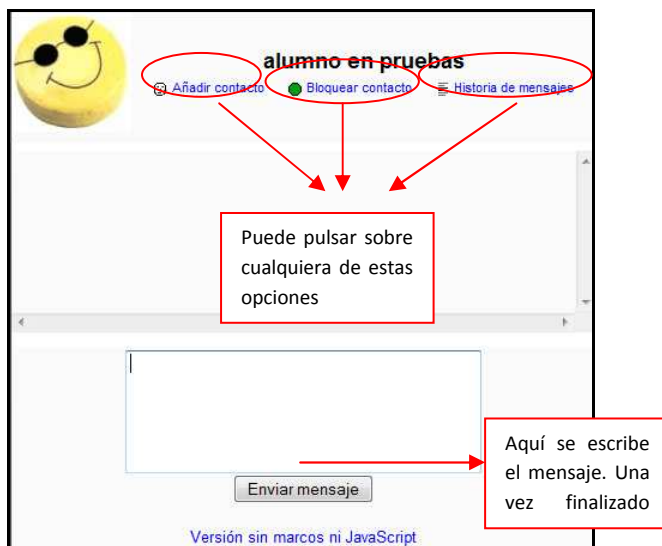 alumno en pruebas
Añadir contacto Bloquear contacto Historia de mensajes
Puede pulsar sobre
cualquiera de estas
opciones
Aquí se escribe
el mensaje. Una
vez finalizado
Enviar mensaje
Versión sin marcos ni JavaScript